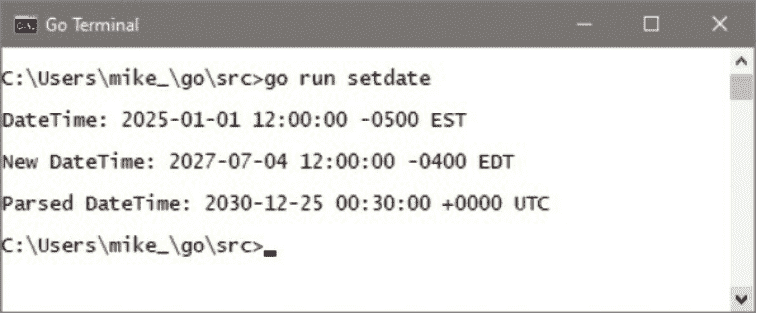 Go Terminal
C:\Users\mike_\go\src>go run setdate
DateTime: 2025-01-01 12:00:00 -0500 EST
New DateTime: 2027-07-04 12:00:00 -0400 EDT
Parsed DateTime: 2030-12-25 00:30:00 +0000 UTC
C:\Users\mike_\go\src>